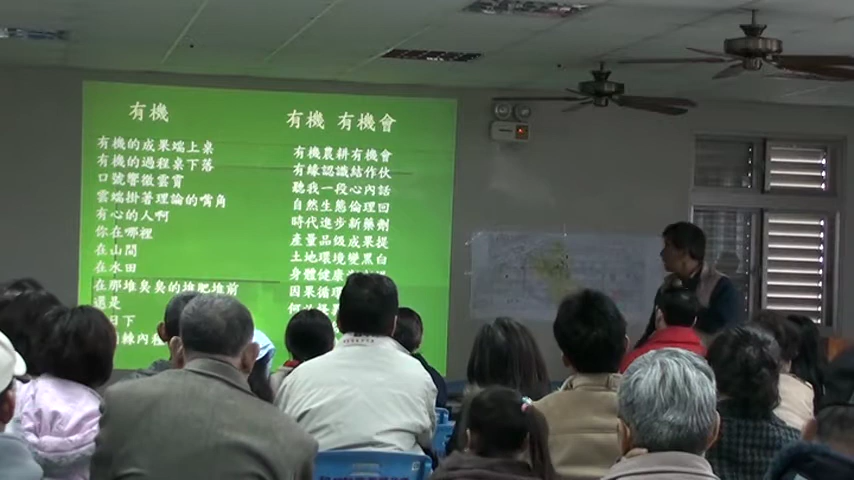 有機
有機的成果端上桌
有機的過程桌下落
口號響徹雲霄
雲端掛著理論的嘴角
有心的人啊
你在哪裡
在山間
在水田
在那堆臭臭的堆肥堆前
還是
日下
有機 有機會
有機農耕有機會
有緣認識結作伙
聽我一段心內話
自然生態倫理回
時代進步新藥劑
產量品級成果提
土地環境變黑白
身體健康
因果循環